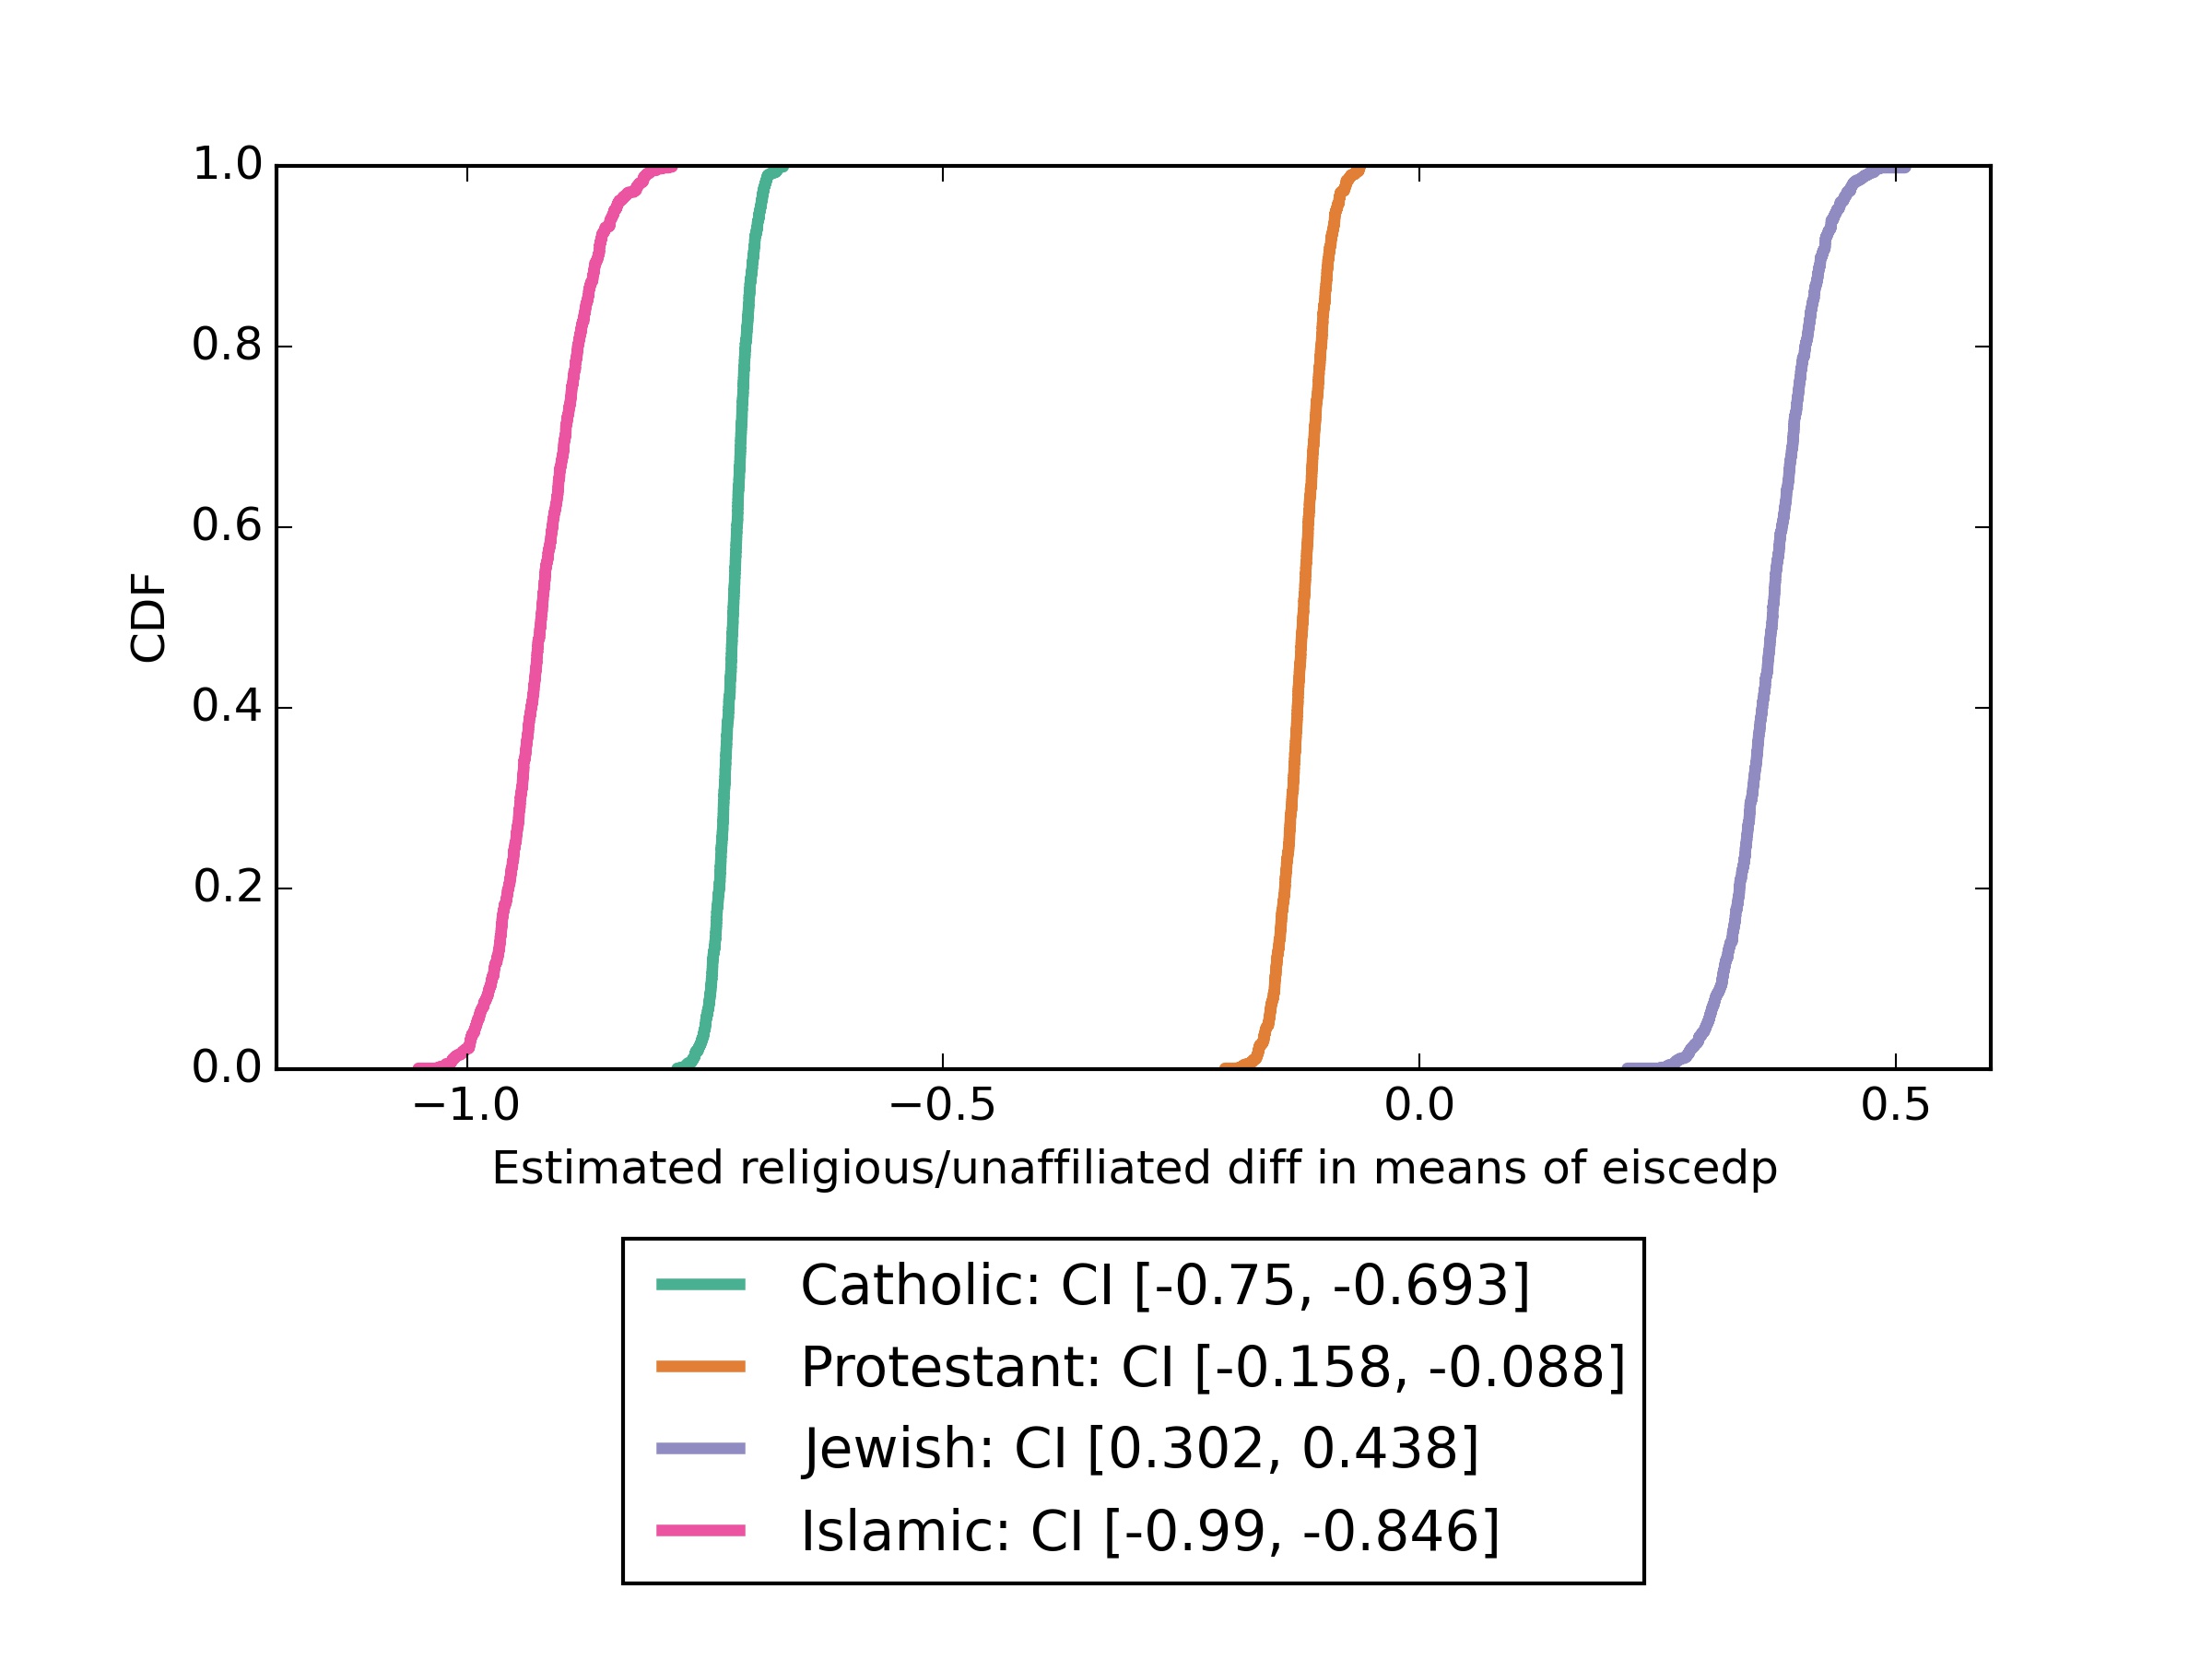 1.0
0.8
0.6
0.4
0.2
0.0
CDF
−1.0 −0.5 0.0 0.5
Estimated religious/unaffiliated diff in means of eiscedp
Catholic: CI [-0.75, -0.693]
Protestant: CI [-0.158, -0.088]
Jewish: CI [0.302, 0.438]
Islamic: CI [-0.99, -0.846]